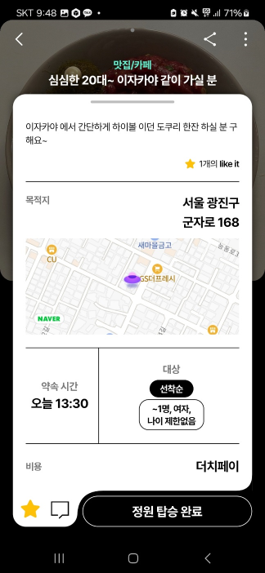 SKT 9:48
71%
맛집/카페
심심한 20대~ 이자카야 같이 가실 분
이자카야 에서 간단하게 하이볼 이던 도쿠리 한잔 하실 분 구
해요~
1개의 like it
목적지
서울 광진구
군자로 168
새마을금고
능동로
CU
GS더프레시
NAVER
약속 시간
오늘 13:30
대상
선착순
~1명, 여자,
나이 제한없음
비용
더치페이
정원 탑승 완료